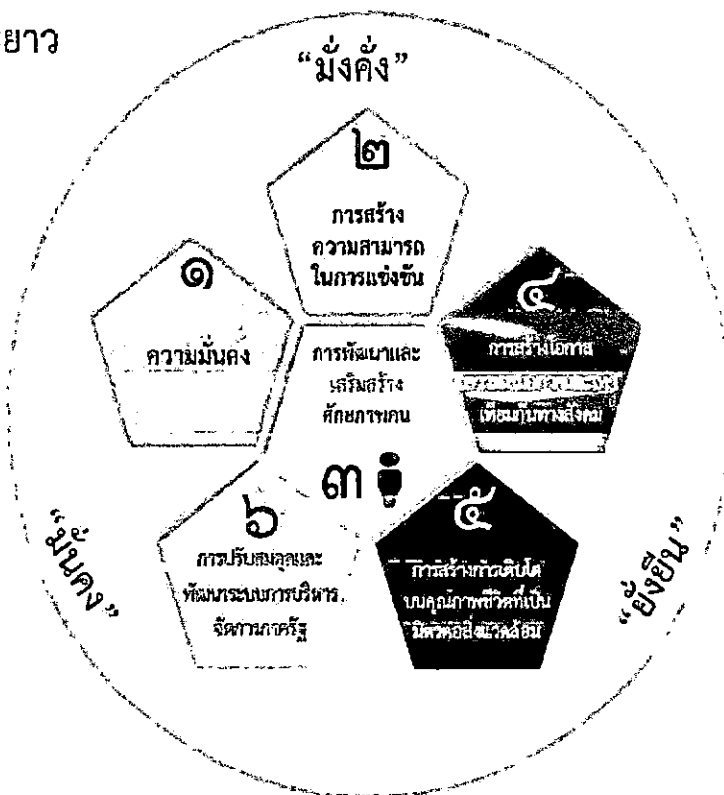 ยาว
“มั่งคั่ง”
๒
การสร้าง
ความสามารถ
ในการแข่งขัน
๑
ความมั่นคง
๔
การสร้างโอกาส
เทียมกันทางสังคม
การพัฒนาและ
เสริมสร้าง
ศักยภาพคน
๓
๖
การปรับสมดุลและ
พัฒนาระบบการบริหาร
จัดการภาครัฐ
๕
การสร้างการเติบโต
บนคุณภาพชีวิตที่เป็น
มิตรต่อสิ่งแวดล้อม
“มั่นคง”
“ยั่งยืน”